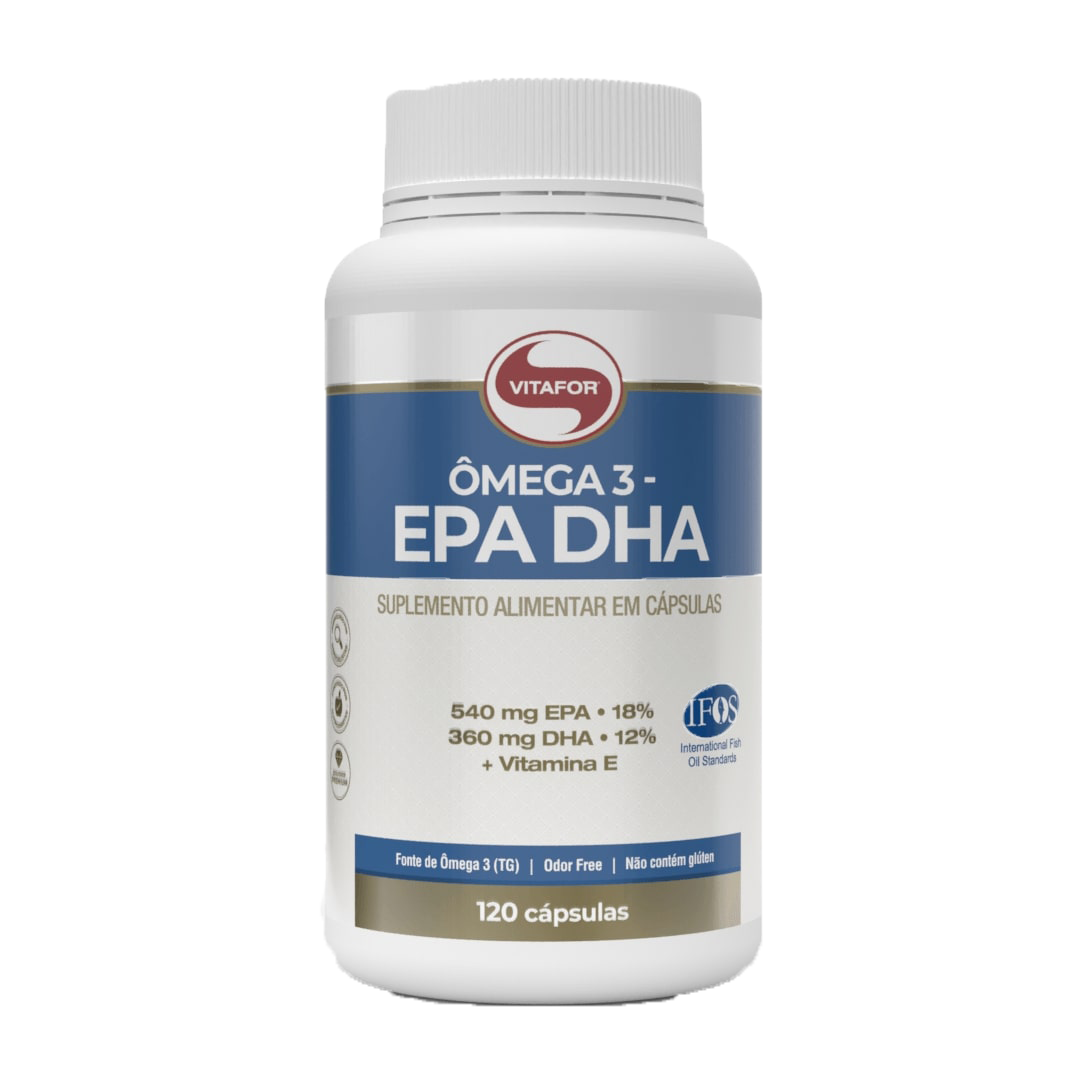 VITAFOR
ÔMEGA 3 -
EPA DHA
SUPLEMENTO ALIMENTAR EM CÁPSULAS
540 mg EPA • 18%
360 mg DHA • 12%
+ Vitamina E
IFOS
International Fish
Oil Standards
Fonte de Ômega 3 (TG) | Odor Free | Não contém glúten
120 cápsulas